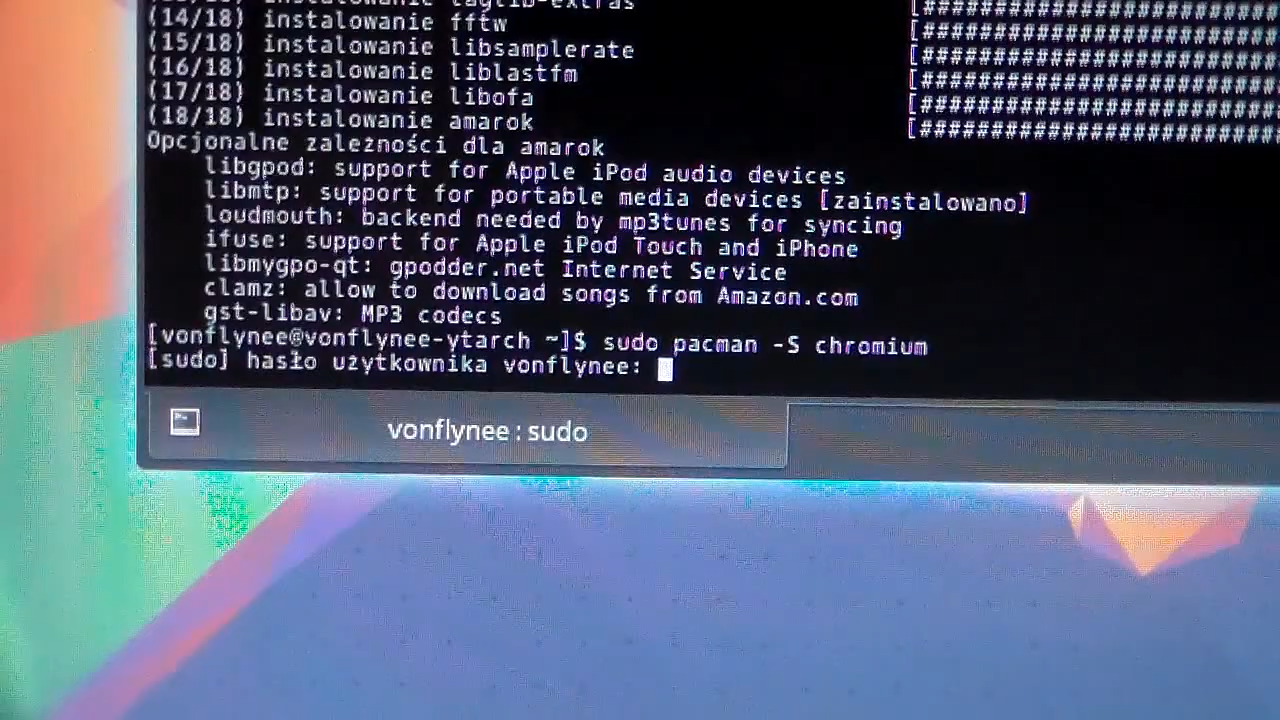 instalowanie taglib-extras [######################
(14/18) instalowanie fftw [######################
(15/18) instalowanie libsamplerate [######################
(16/18) instalowanie liblastfm [######################
(17/18) instalowanie libofa [######################
(18/18) instalowanie amarok [######################
Opcjonalne zależności dla amarok
libgpod: support for Apple iPod audio devices
libmtp: support for portable media devices [zainstalowano]
loudmouth: backend needed by mp3tunes for syncing
ifuse: support for Apple iPod Touch and iPhone
libmygpo-qt: gpodder.net Internet Service
clamz: allow to download songs from Amazon.com
gst-libav: MP3 codecs
[vonflynee@vonflynee-ytarch ~]$ sudo pacman -S chromium
[sudo] hasło użytkownika vonflynee:
vonflynee : sudo